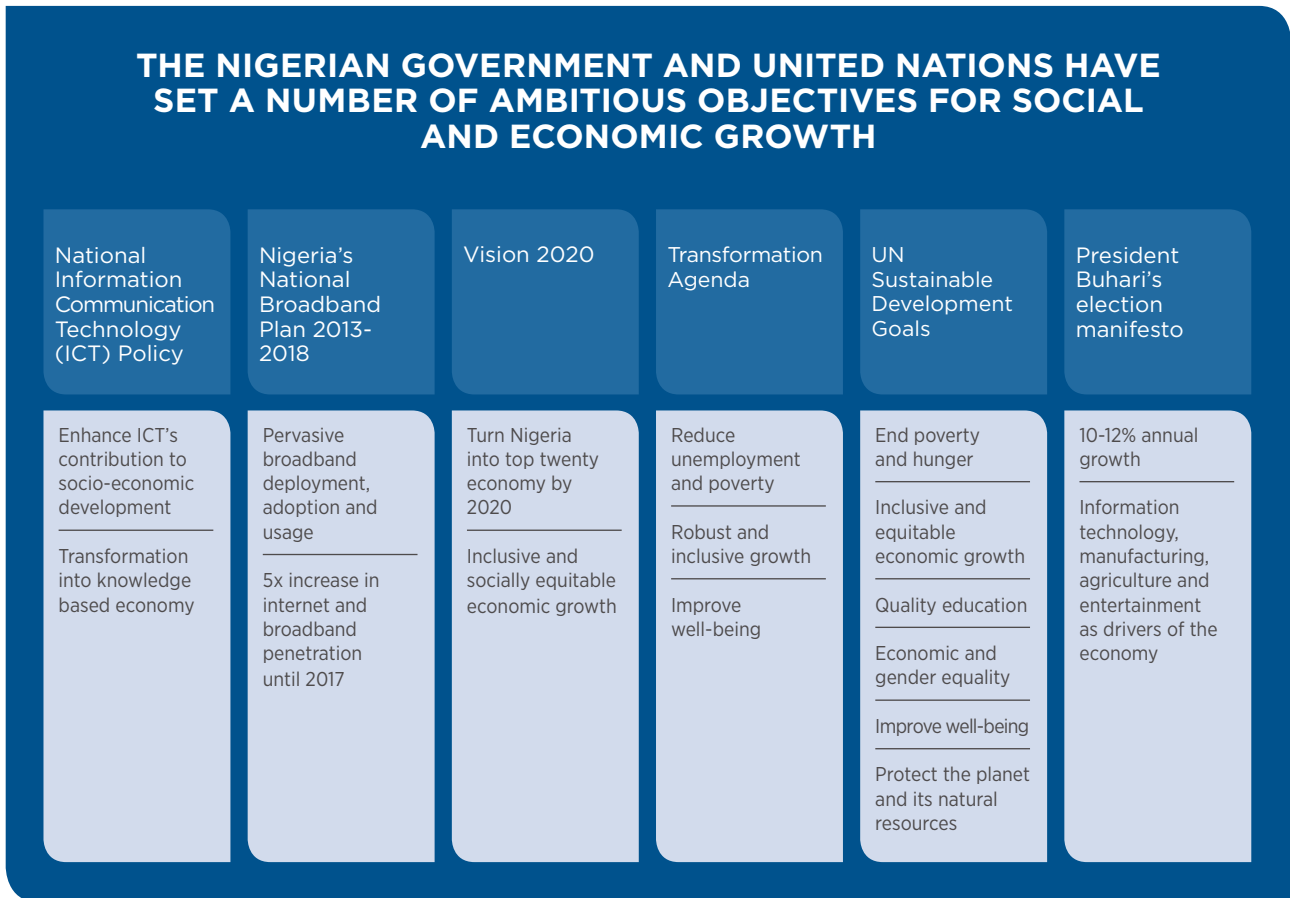 THE NIGERIAN GOVERNMENT AND UNITED NATIONS HAVE
SET A NUMBER OF AMBITIOUS OBJECTIVES FOR SOCIAL
AND ECONOMIC GROWTH
National
Information
Communication
Technology
(ICT) Policy
Enhance ICT's
contribution to
socio-economic
development
Transformation
into knowledge
based economy
Nigeria's
National
Broadband
Plan 2013-
2018
Pervasive
broadband
deployment,
adoption and
usage
5x increase in
internet and
broadband
penetration
until 2017
Vision 2020
Turn Nigeria
into top twenty
economy by
2020
Inclusive and
socially equitable
economic growth
Transformation
Agenda
Reduce
unemployment
and poverty
Robust and
inclusive growth
Improve
well-being
UN
Sustainable
Development
Goals
End poverty
and hunger
Inclusive and
equitable
economic growth
Quality education
Economic and
gender equality
Improve well-being
Protect the planet
and its natural
resources
President
Buhari's
election
manifesto
10-12% annual
growth
Information
technology,
manufacturing,
agriculture and
entertainment
as drivers of the
economy